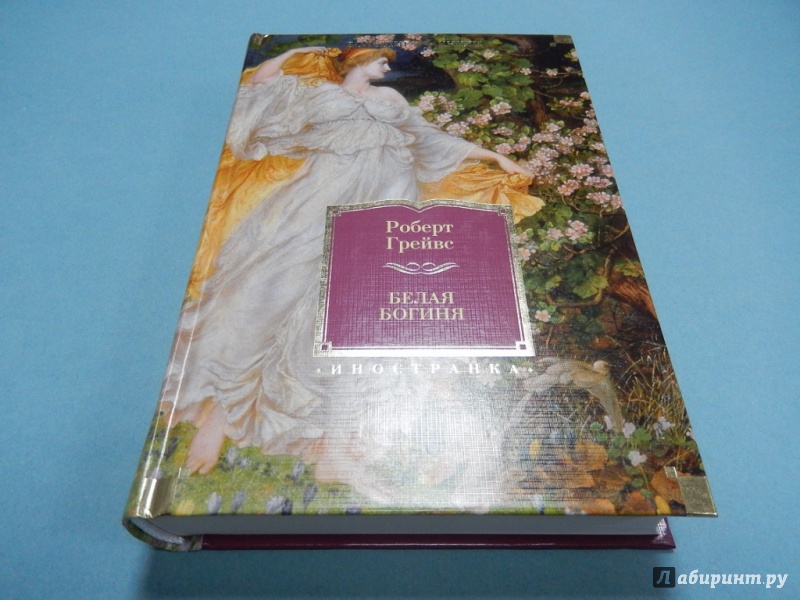 Роберт
Грейвс
БЕЛАЯ
БОГИНЯ
• ИНОСТРАНКА •
Лабиринт.ру